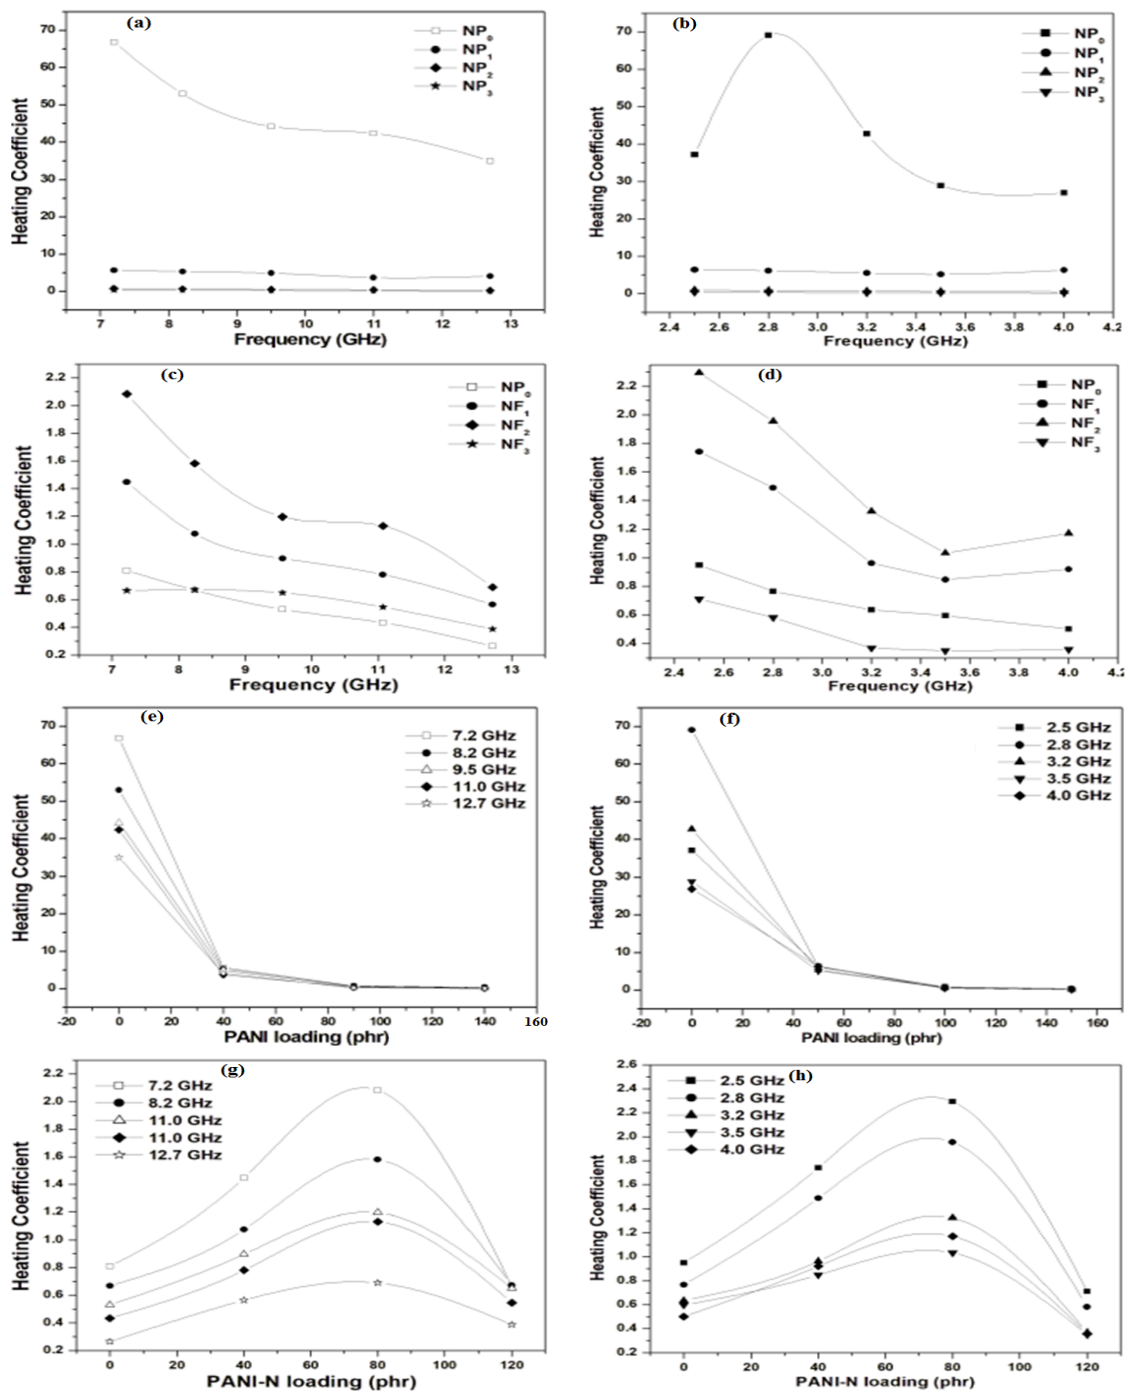 (a)
NP0
NP1
NP2
NP3
70
60
50
40
30
20
10
0
7 8 9 10 11 12 13
Heating Coefficient
Frequency (GHz)
(b)
NP0
NP1
NP2
NP3
70
60
50
40
30
20
10
0
2.4 2.6 2.8 3.0 3.2 3.4 3.6 3.8 4.0 4.2
Heating Coefficient
Frequency (GHz)
(c)
NP0
NF1
NF2
NF3
2.2
2.0
1.8
1.6
1.4
1.2
1.0
0.8
0.6
0.4
0.2
7 8 9 10 11 12 13
Heating Coefficient
Frequency (GHz)
(d)
NP0
NF1
NF2
NF3
2.2
2.0
1.8
1.6
1.4
1.2
1.0
0.8
0.6
0.4
2.4 2.6 2.8 3.0 3.2 3.4 3.6 3.8 4.0 4.2
Heating Coefficient
Frequency (GHz)
(e)
7.2 GHz
8.2 GHz
9.5 GHz
11.0 GHz
12.7 GHz
70
60
50
40
30
20
10
0
-20 0 20 40 60 80 100 120 140 160
Heating Coefficient
PANI loading (phr)
(f)
2.5 GHz
2.8 GHz
3.2 GHz
3.5 GHz
4.0 GHz
70
60
50
40
30
20
10
0
-20 0 20 40 60 80 100 120 140 160
Heating Coefficient
PANI loading (phr)
(g)
7.2 GHz
8.2 GHz
11.0 GHz
11.0 GHz
12.7 GHz
2.2
2.0
1.8
1.6
1.4
1.2
1.0
0.8
0.6
0.4
0.2
0 20 40 60 80 100 120
Heating Coefficient
PANI-N loading (phr)
(h)
2.5 GHz
2.8 GHz
3.2 GHz
3.5 GHz
4.0 GHz
2.6
2.4
2.2
2.0
1.8
1.6
1.4
1.2
1.0
0.8
0.6
0.4
0.2
0 20 40 60 80 100 120
Heating Coefficient
PANI-N loading (phr)